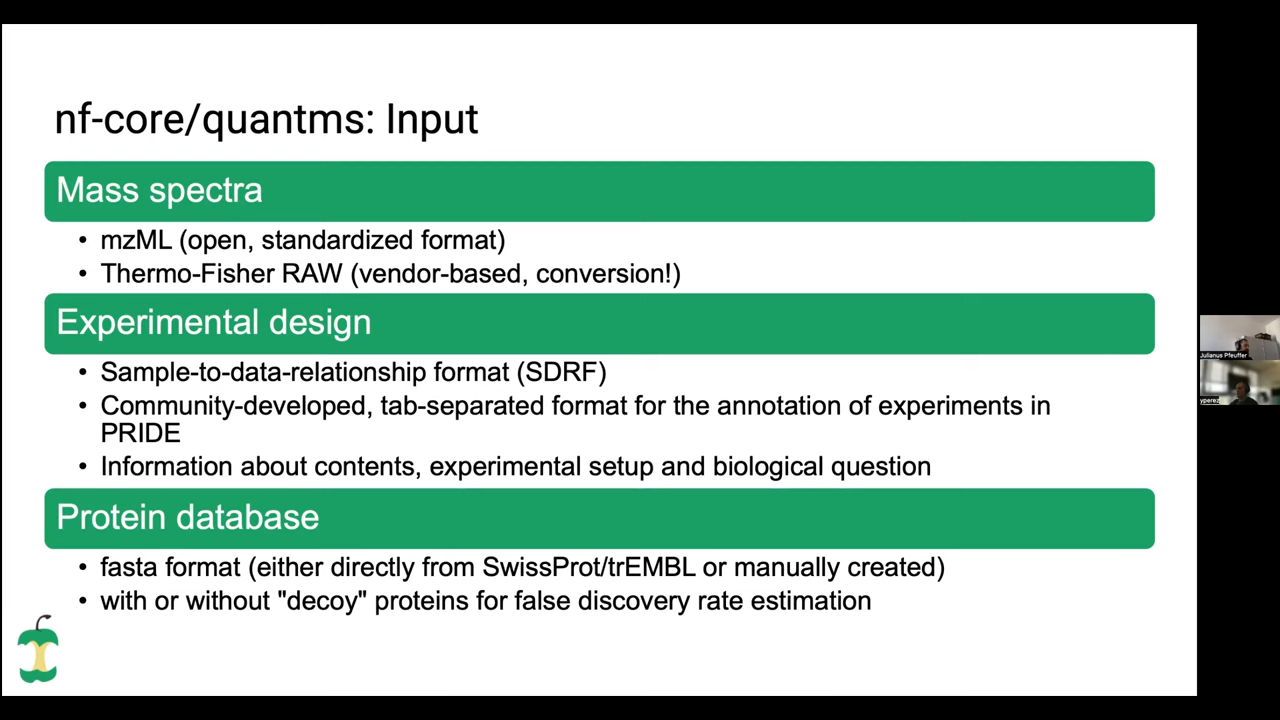 nf-core/quantms: Input
Mass spectra
• mzML (open, standardized format)
• Thermo-Fisher RAW (vendor-based, conversion!)
Experimental design
• Sample-to-data-relationship format (SDRF)
• Community-developed, tab-separated format for the annotation of experiments in
PRIDE
• Information about contents, experimental setup and biological question
Protein database
• fasta format (either directly from SwissProt/trEMBL or manually created)
• with or without "decoy" proteins for false discovery rate estimation
Julianus Pfeuffer
yperez